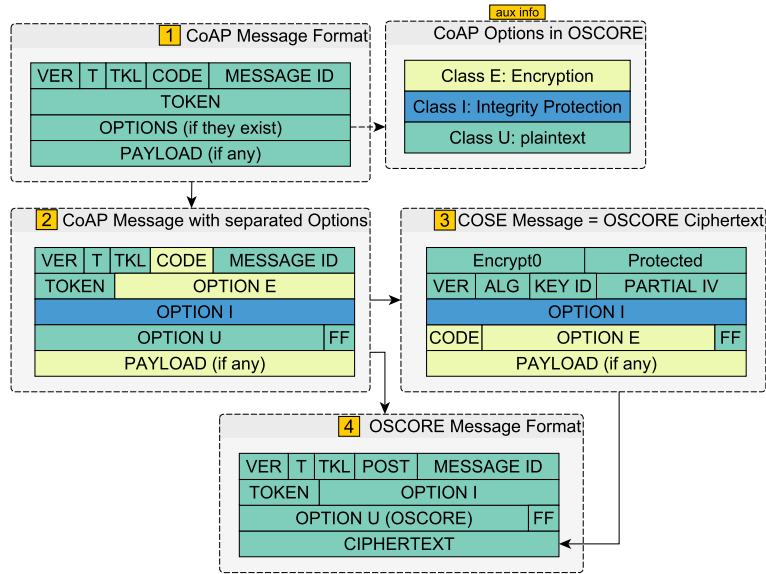 aux info
1 CoAP Message Format
VER T TKL CODE MESSAGE ID
TOKEN
OPTIONS (if they exist)
PAYLOAD (if any)
CoAP Options in OSCORE
Class E: Encryption
Class I: Integrity Protection
Class U: plaintext
2 CoAP Message with separated Options
VER T TKL CODE MESSAGE ID
TOKEN OPTION E
OPTION I
OPTION U FF
PAYLOAD (if any)
3 COSE Message = OSCORE Ciphertext
Encrypt0 Protected
VER ALG KEY ID PARTIAL IV
OPTION I
CODE OPTION E FF
PAYLOAD (if any)
4 OSCORE Message Format
VER T TKL POST MESSAGE ID
TOKEN OPTION I
OPTION U (OSCORE) FF
CIPHERTEXT